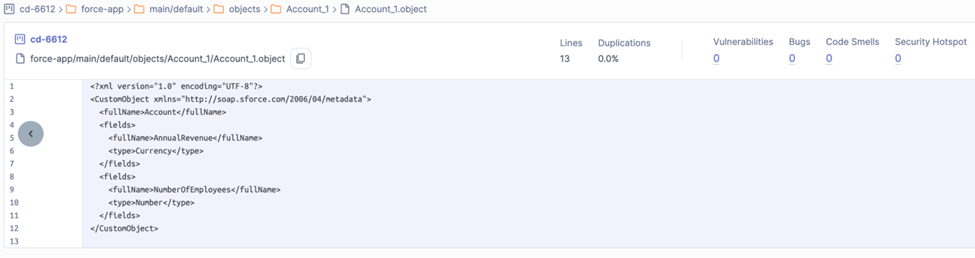 cd-6612 > force-app > main/default > objects > Account_1 > Account_1.object
cd-6612
force-app/main/default/objects/Account_1/Account_1.object
Lines Duplications Vulnerabilities Bugs Code Smells Security Hotspot
13 0.0% 0 0 0 0
1 <?xml version="1.0" encoding="UTF-8"?>
2 <CustomObject xmlns="http://soap.sforce.com/2006/04/metadata">
3 <fullName>Account</fullName>
4 <fields>
5 <fullName>AnnualRevenue</fullName>
6 <type>Currency</type>
7 </fields>
8 <fields>
9 <fullName>NumberOfEmployees</fullName>
10 <type>Number</type>
11 </fields>
12 </CustomObject>
13